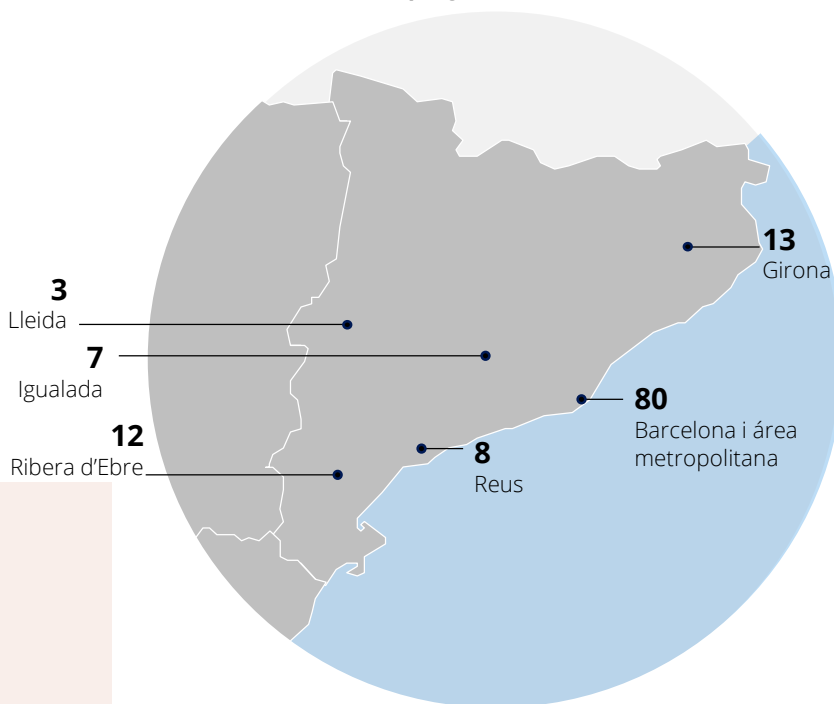 13
Girona
3
Lleida
7
Igualada
80
Barcelona i área
metropolitana
12
Ribera d'Ebre
8
Reus